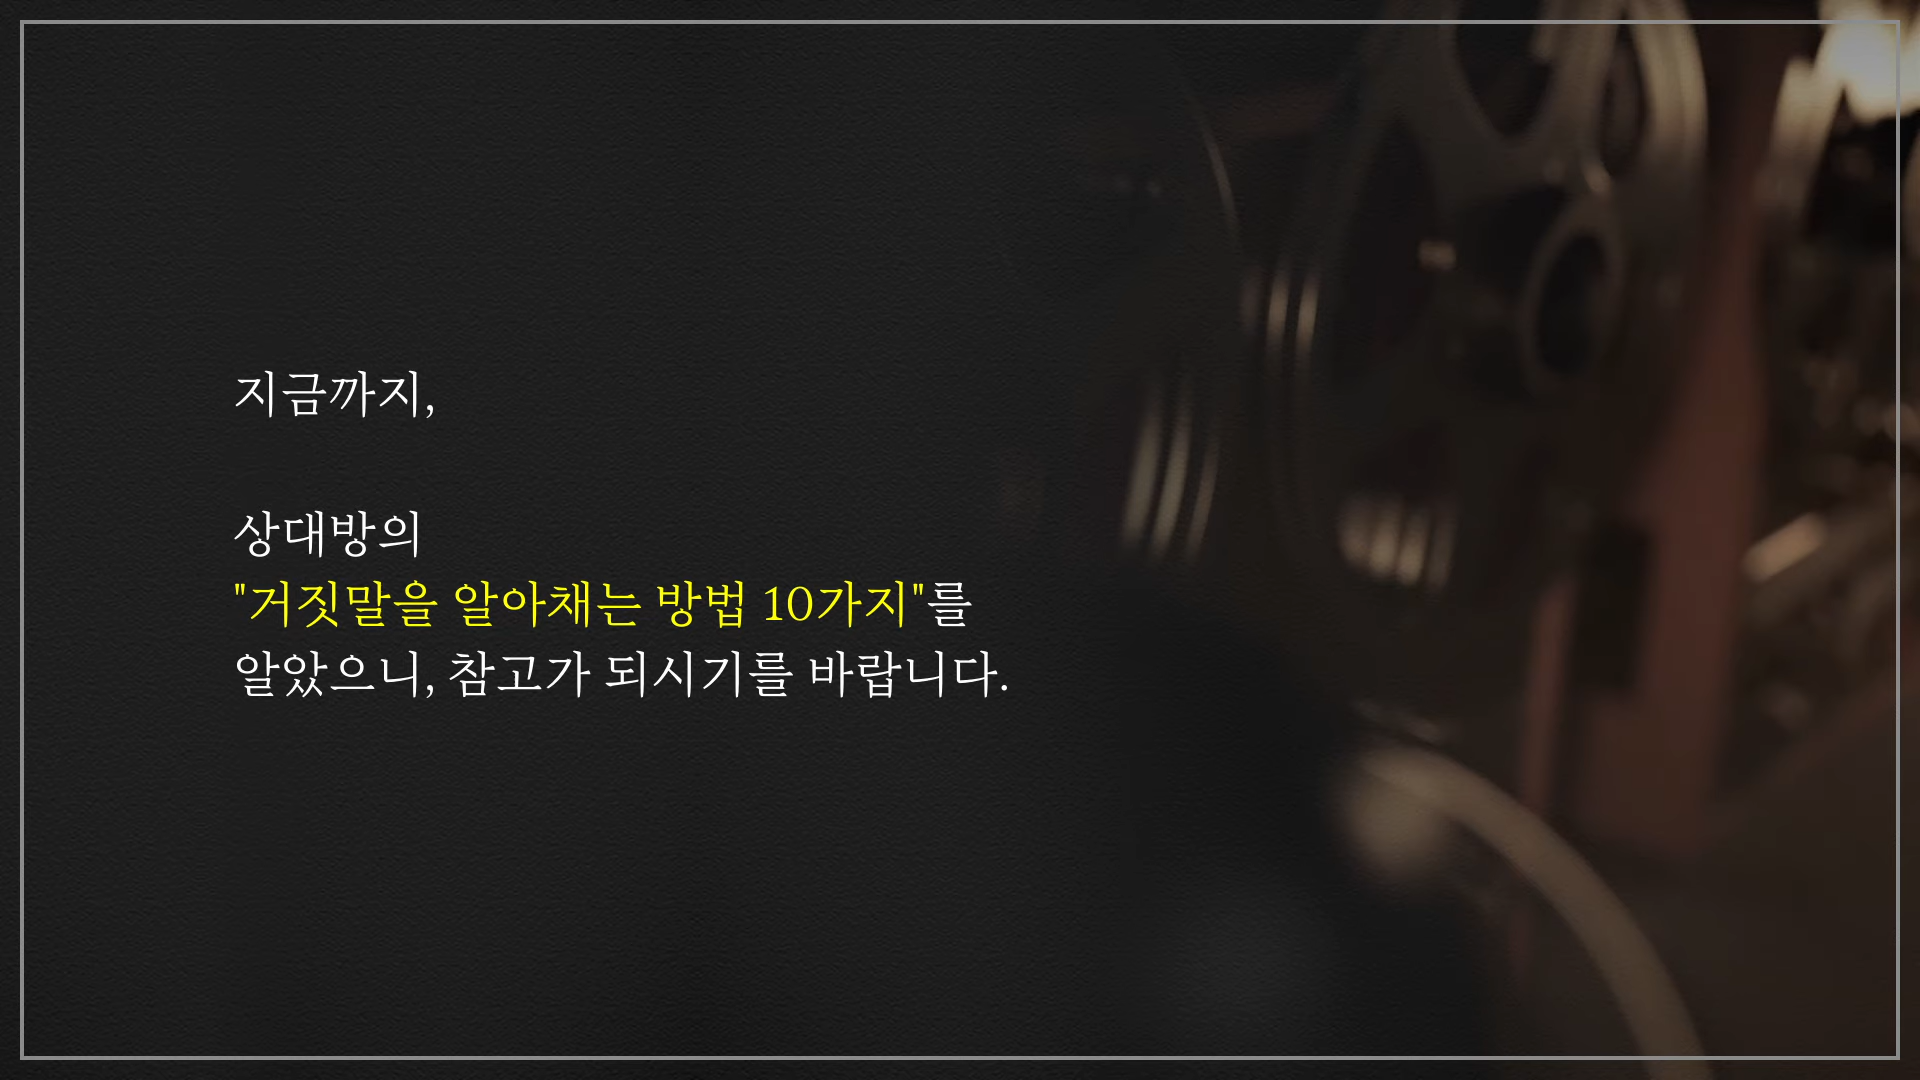 지금까지,
상대방의
"거짓말을 알아채는 방법 10가지"를
알았으니, 참고가 되시기를 바랍니다.